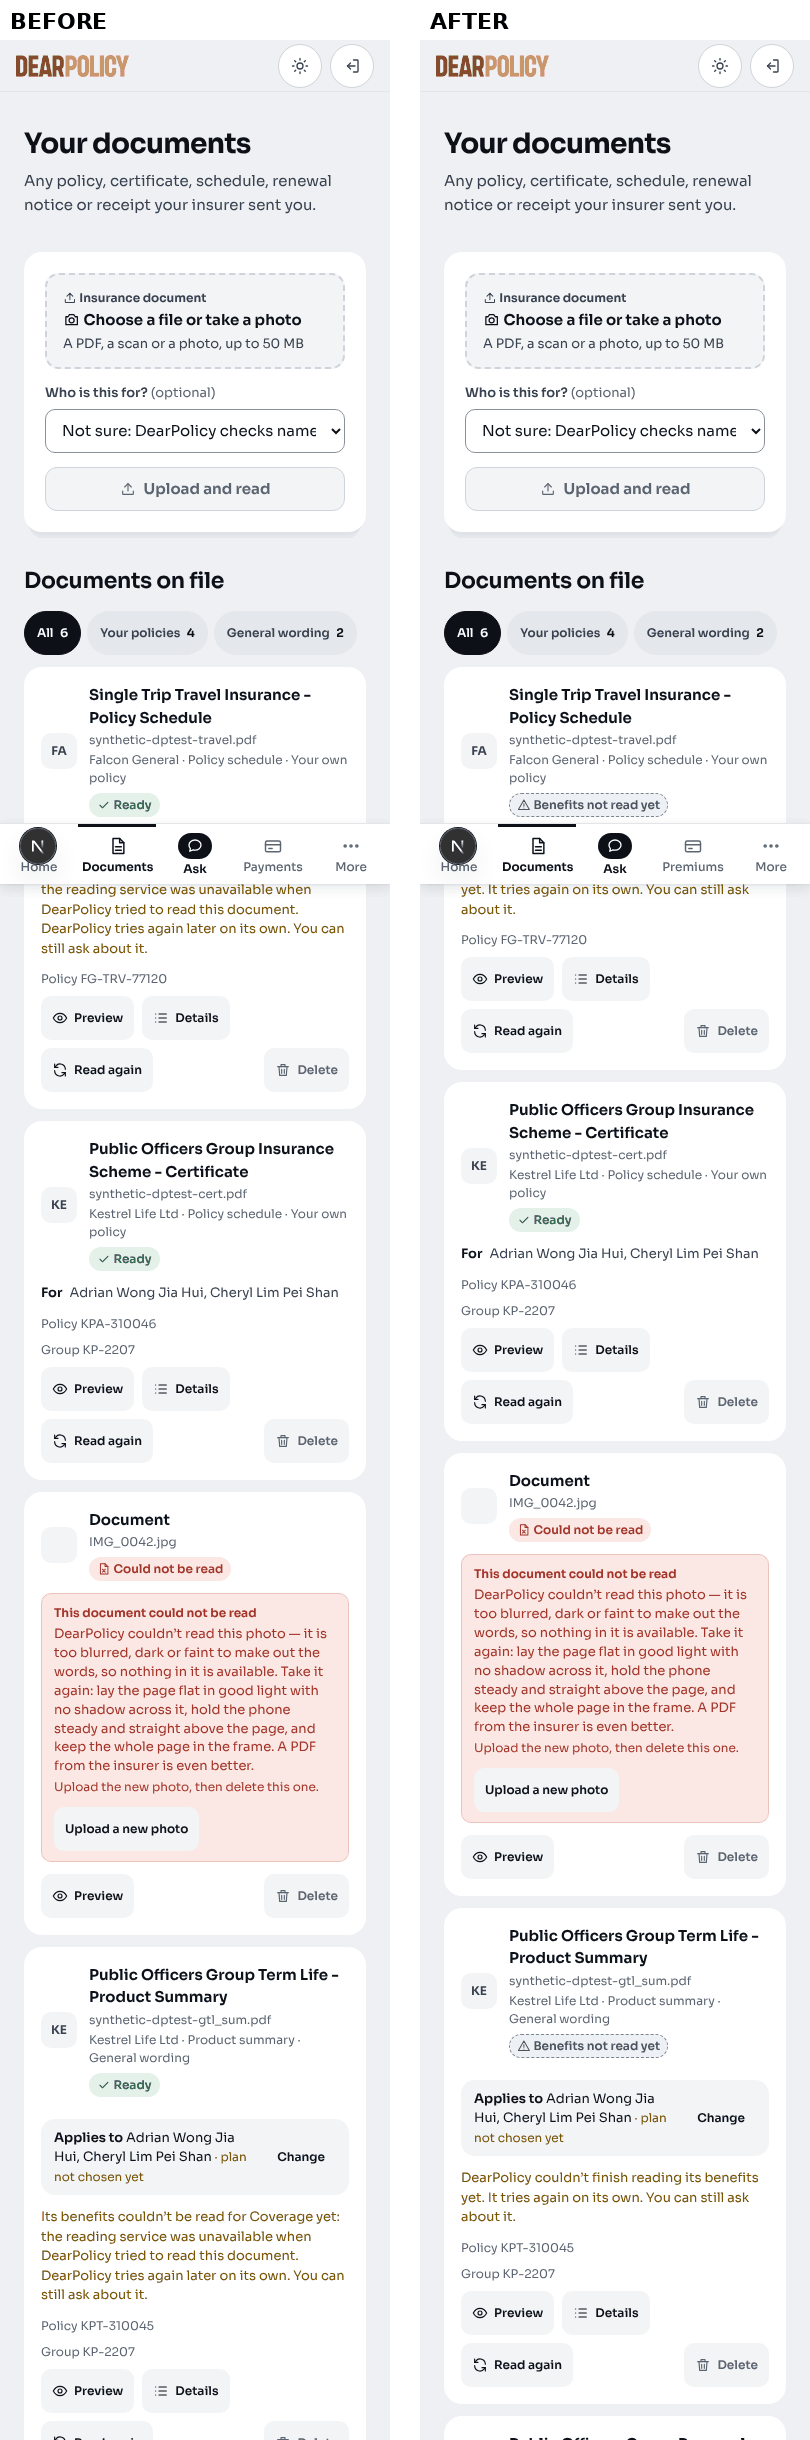 BEFORE
DEARPOLICY
Your documents
Any policy, certificate, schedule, renewal
notice or receipt your insurer sent you.
Insurance document
Choose a file or take a photo
A PDF, a scan or a photo, up to 50 MB
Who is this for? (optional)
Not sure: DearPolicy checks name
Upload and read
Documents on file
All 6
Your policies 4
General wording 2
Single Trip Travel Insurance -
Policy Schedule
FA
synthetic-dptest-travel.pdf
Falcon General · Policy schedule · Your own
policy
Ready
N
Home
Documents
Ask
Payments
More
the reading service was unavailable when
DearPolicy tried to read this document.
DearPolicy tries again later on its own. You can
still ask about it.
Policy FG-TRV-77120
Preview
Details
Read again
Delete
Public Officers Group Insurance
Scheme - Certificate
KE
synthetic-dptest-cert.pdf
Kestrel Life Ltd · Policy schedule · Your own
policy
Ready
For Adrian Wong Jia Hui, Cheryl Lim Pei Shan
Policy KPA-310046
Group KP-2207
Preview
Details
Read again
Delete
Document
IMG_0042.jpg
Could not be read
This document could not be read
DearPolicy couldn't read this photo — it is
too blurred, dark or faint to make out the
words, so nothing in it is available. Take it
again: lay the page flat in good light with
no shadow across it, hold the phone
steady and straight above the page, and
keep the whole page in the frame. A PDF
from the insurer is even better.
Upload the new photo, then delete this one.
Upload a new photo
Preview
Delete
Public Officers Group Term Life -
Product Summary
KE
synthetic-dptest-gtl_sum.pdf
Kestrel Life Ltd · Product summary ·
General wording
Ready
Applies to Adrian Wong Jia
Hui, Cheryl Lim Pei Shan · plan
not chosen yet
Change
Its benefits couldn't be read for Coverage yet:
the reading service was unavailable when
DearPolicy tried to read this document.
DearPolicy tries again later on its own. You can
still ask about it.
Policy KPT-310045
Group KP-2207
Preview
Details
AFTER
DEARPOLICY
Your documents
Any policy, certificate, schedule, renewal
notice or receipt your insurer sent you.
Insurance document
Choose a file or take a photo
A PDF, a scan or a photo, up to 50 MB
Who is this for? (optional)
Not sure: DearPolicy checks name
Upload and read
Documents on file
All 6
Your policies 4
General wording 2
Single Trip Travel Insurance -
Policy Schedule
FA
synthetic-dptest-travel.pdf
Falcon General · Policy schedule · Your own
policy
Benefits not read yet
N
Home
Documents
Ask
Premiums
More
yet. It tries again on its own. You can still ask
about it.
Policy FG-TRV-77120
Preview
Details
Read again
Delete
Public Officers Group Insurance
Scheme - Certificate
KE
synthetic-dptest-cert.pdf
Kestrel Life Ltd · Policy schedule · Your own
policy
Ready
For Adrian Wong Jia Hui, Cheryl Lim Pei Shan
Policy KPA-310046
Group KP-2207
Preview
Details
Read again
Delete
Document
IMG_0042.jpg
Could not be read
This document could not be read
DearPolicy couldn't read this photo — it is
too blurred, dark or faint to make out the
words, so nothing in it is available. Take it
again: lay the page flat in good light with
no shadow across it, hold the phone
steady and straight above the page, and
keep the whole page in the frame. A PDF
from the insurer is even better.
Upload the new photo, then delete this one.
Upload a new photo
Preview
Delete
Public Officers Group Term Life -
Product Summary
KE
synthetic-dptest-gtl_sum.pdf
Kestrel Life Ltd · Product summary ·
General wording
Benefits not read yet
Applies to Adrian Wong Jia
Hui, Cheryl Lim Pei Shan · plan
not chosen yet
Change
DearPolicy couldn't finish reading its benefits
yet. It tries again on its own. You can still ask
about it.
Policy KPT-310045
Group KP-2207
Preview
Details
Read again
Delete